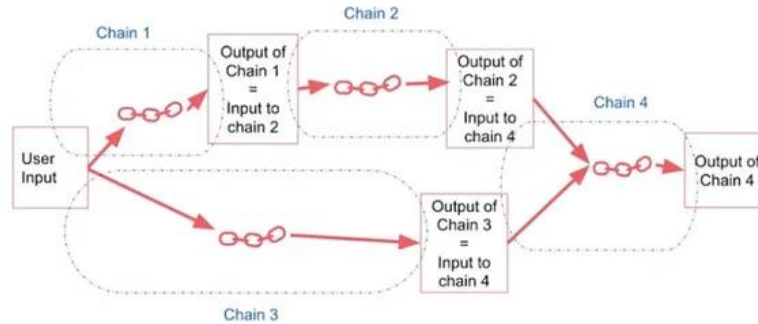 Chain 1
Chain 2
Output of
Chain 1
=
Input to
chain 2
Output of
Chain 2
=
Input to
chain 4
Chain 4
User
Input
Output of
Chain 4
Output of
Chain 3
=
Input to
chain 4
Chain 3